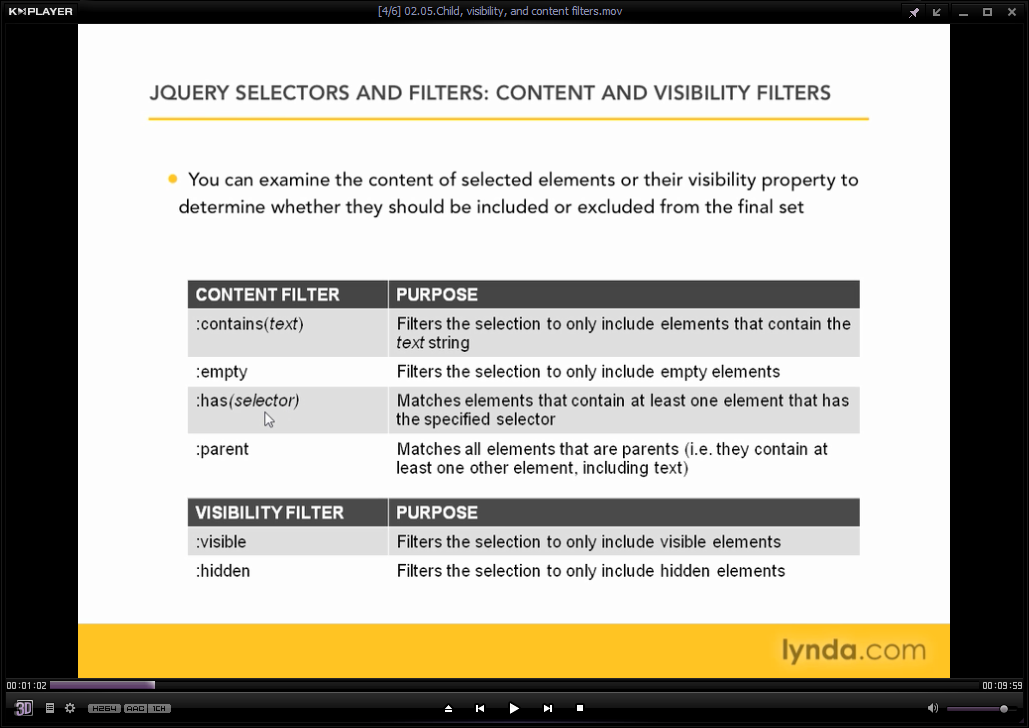 KMPLAYER
[4/6] 02.05.Child, visibility, and content filters.mov
JQUERY SELECTORS AND FILTERS: CONTENT AND VISIBILITY FILTERS
You can examine the content of selected elements or their visibility property to
determine whether they should be included or excluded from the final set
CONTENT FILTER PURPOSE
:contains(text) Filters the selection to only include elements that contain the
text string
:empty Filters the selection to only include empty elements
:has(selector) Matches elements that contain at least one element that has
the specified selector
:parent Matches all elements that are parents (i.e. they contain at
least one other element, including text)
VISIBILITY FILTER PURPOSE
:visible Filters the selection to only include visible elements
:hidden Filters the selection to only include hidden elements
lynda.com
00:01:02 00:09:59
3D H264 AAC 1CH